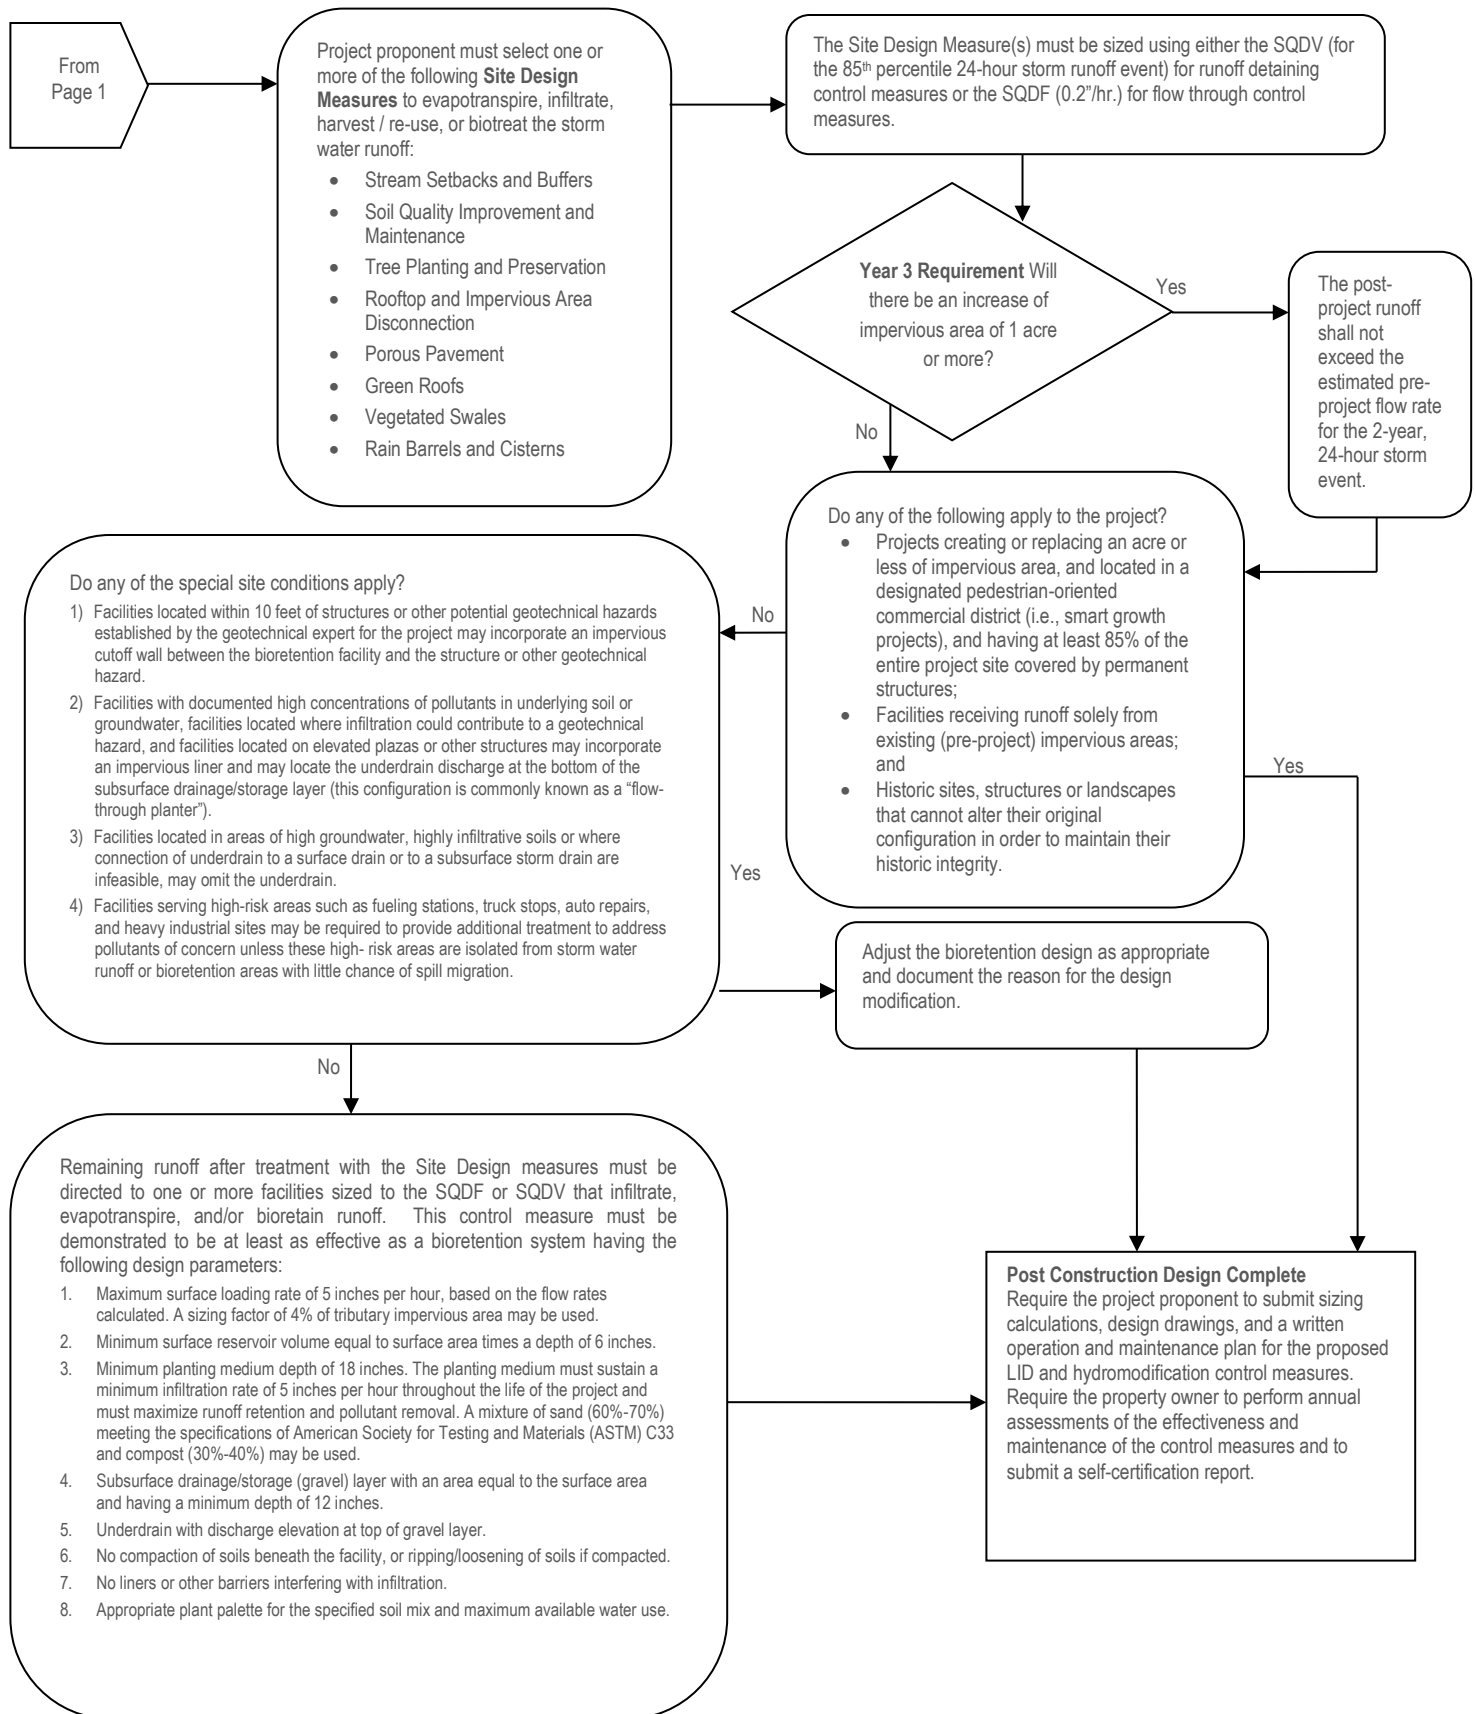 From
Page 1
Project proponent must select one or
more of the following Site Design
Measures to evapotranspire, infiltrate,
harvest / re-use, or biotreat the storm
water runoff:
• Stream Setbacks and Buffers
• Soil Quality Improvement and
Maintenance
• Tree Planting and Preservation
• Rooftop and Impervious Area
Disconnection
• Porous Pavement
• Green Roofs
• Vegetated Swales
• Rain Barrels and Cisterns
The Site Design Measure(s) must be sized using either the SQDV (for
the 85th percentile 24-hour storm runoff event) for runoff detaining
control measures or the SQDF (0.2”/hr.) for flow through control
measures.
Year 3 Requirement Will
there be an increase of
impervious area of 1 acre
or more?
Yes
The post-
project runoff
shall not
exceed the
estimated pre-
project flow rate
for the 2-year,
24-hour storm
event.
No
Do any of the following apply to the project?
• Projects creating or replacing an acre or
less of impervious area, and located in a
designated pedestrian-oriented
commercial district (i.e., smart growth
projects), and having at least 85% of the
entire project site covered by permanent
structures;
• Facilities receiving runoff solely from
existing (pre-project) impervious areas;
and
• Historic sites, structures or landscapes
that cannot alter their original
configuration in order to maintain their
historic integrity.
No
Yes
Do any of the special site conditions apply?
1) Facilities located within 10 feet of structures or other potential geotechnical hazards
established by the geotechnical expert for the project may incorporate an impervious
cutoff wall between the bioretention facility and the structure or other geotechnical
hazard.
2) Facilities with documented high concentrations of pollutants in underlying soil or
groundwater, facilities located where infiltration could contribute to a geotechnical
hazard, and facilities located on elevated plazas or other structures may incorporate
an impervious liner and may locate the underdrain discharge at the bottom of the
subsurface drainage/storage layer (this configuration is commonly known as a “flow-
through planter”).
3) Facilities located in areas of high groundwater, highly infiltrative soils or where
connection of underdrain to a surface drain or to a subsurface storm drain are
infeasible, may omit the underdrain.
4) Facilities serving high-risk areas such as fueling stations, truck stops, auto repairs,
and heavy industrial sites may be required to provide additional treatment to address
pollutants of concern unless these high- risk areas are isolated from storm water
runoff or bioretention areas with little chance of spill migration.
Yes
Adjust the bioretention design as appropriate
and document the reason for the design
modification.
No
Remaining runoff after treatment with the Site Design measures must be
directed to one or more facilities sized to the SQDF or SQDV that infiltrate,
evapotranspire, and/or bioretain runoff. This control measure must be
demonstrated to be at least as effective as a bioretention system having the
following design parameters:
1. Maximum surface loading rate of 5 inches per hour, based on the flow rates
calculated. A sizing factor of 4% of tributary impervious area may be used.
2. Minimum surface reservoir volume equal to surface area times a depth of 6 inches.
3. Minimum planting medium depth of 18 inches. The planting medium must sustain a
minimum infiltration rate of 5 inches per hour throughout the life of the project and
must maximize runoff retention and pollutant removal. A mixture of sand (60%-70%)
meeting the specifications of American Society for Testing and Materials (ASTM) C33
and compost (30%-40%) may be used.
4. Subsurface drainage/storage (gravel) layer with an area equal to the surface area
and having a minimum depth of 12 inches.
5. Underdrain with discharge elevation at top of gravel layer.
6. No compaction of soils beneath the facility, or ripping/loosening of soils if compacted.
7. No liners or other barriers interfering with infiltration.
8. Appropriate plant palette for the specified soil mix and maximum available water use.
Post Construction Design Complete
Require the project proponent to submit sizing
calculations, design drawings, and a written
operation and maintenance plan for the proposed
LID and hydromodification control measures.
Require the property owner to perform annual
assessments of the effectiveness and
maintenance of the control measures and to
submit a self-certification report.